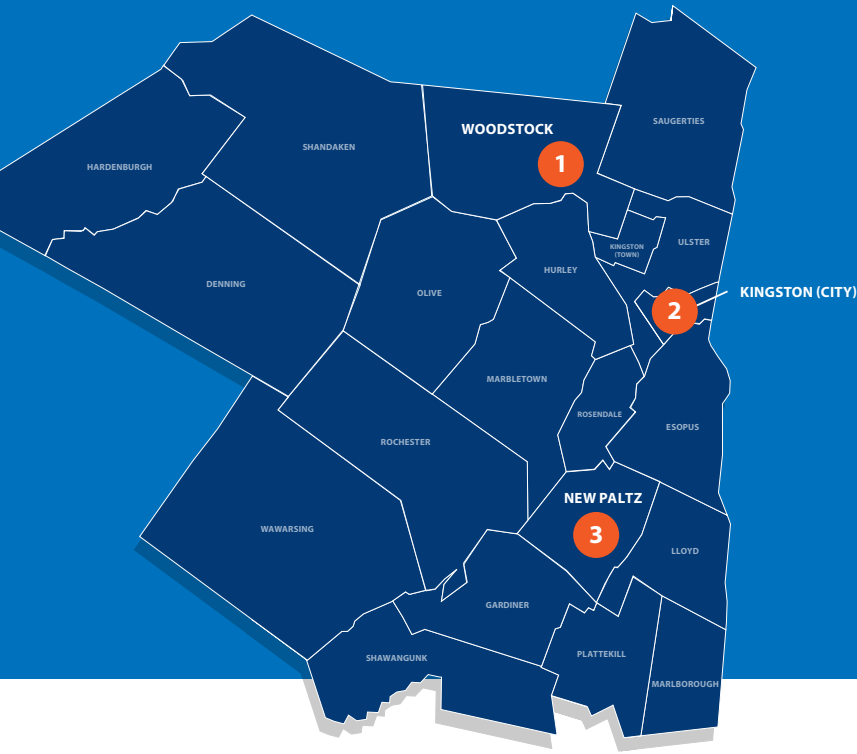 SAUGERTIES
WOODSTOCK
SHANDAKEN
1
HARDENBURGH
ULSTER
KINGSTON
(TOWN)
HURLEY
DENNING
OLIVE
KINGSTON (CITY)
2
MARBLETOWN
ROSENDALE
ESOPUS
ROCHESTER
NEW PALTZ
3
WAWARSING
LLOYD
GARDINER
PLATTEKILL
SHAWANGUNK
MARLBOROUGH